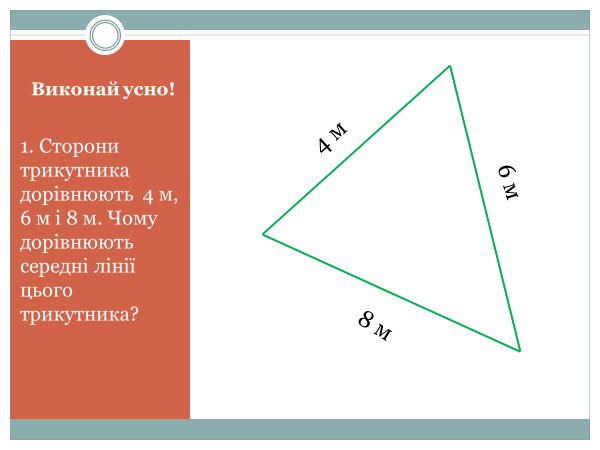 Виконай усно!
1. Сторони
трикутника
дорівнюють 4 м,
6 м і 8 м. Чому
дорівнюють
середні лінії
цього
трикутника?
4 м
6 м
8 м